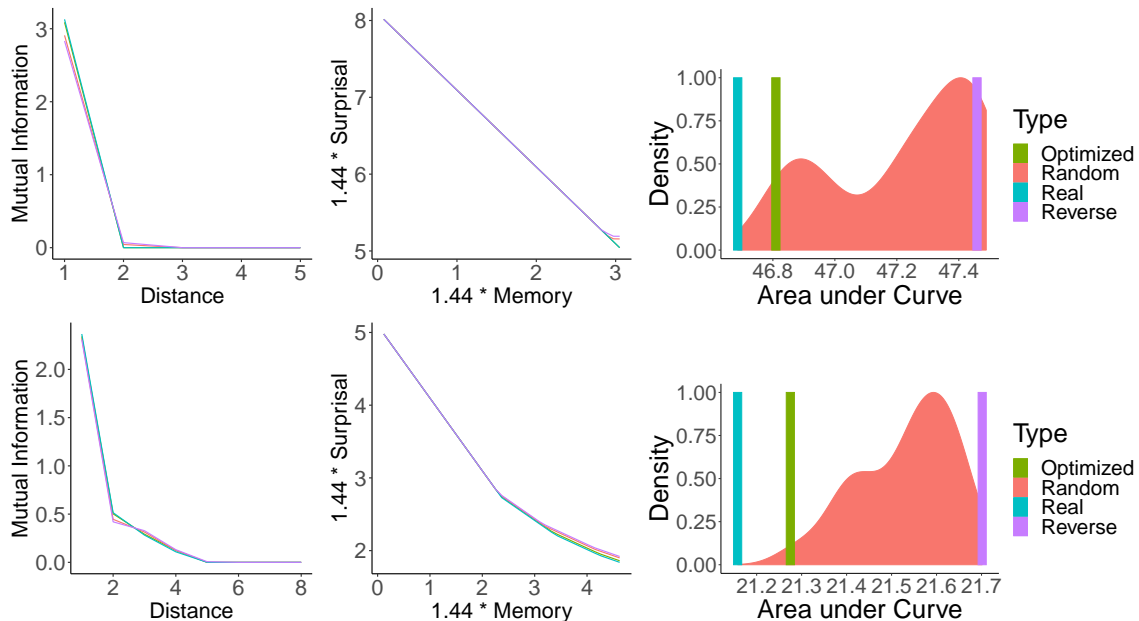 Mutual Information
3
2
1
0
1 2 3 4 5
Distance
1.44 * Surprisal
8
7
6
5
0 1 2 3
1.44 * Memory
Density
1.00
0.75
0.50
0.25
0.00
46.8 47.0 47.2 47.4
Area under Curve
Type
Optimized
Random
Real
Reverse
Mutual Information
2.0
1.5
1.0
0.5
0.0
2 4 6 8
Distance
1.44 * Surprisal
5
4
3
2
0 1 2 3 4
1.44 * Memory
Density
1.00
0.75
0.50
0.25
0.00
21.2 21.3 21.4 21.5 21.6 21.7
Area under Curve
Type
Optimized
Random
Real
Reverse